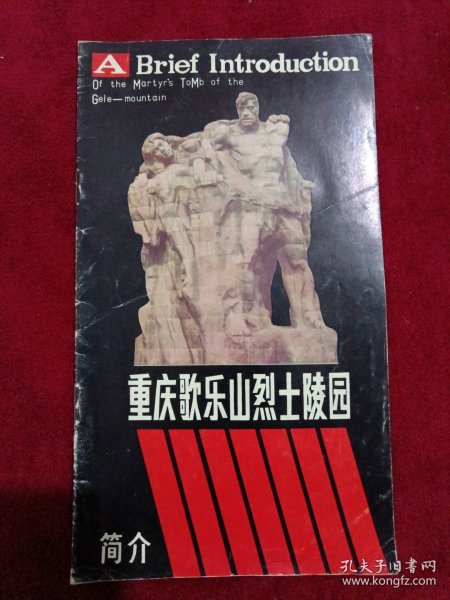 A Brief Introduction
Of the Martyr's ToMb of the
Gele—mountain
重庆歌乐山烈士陵园
简介
孔夫子旧书网
www.kongfz.com